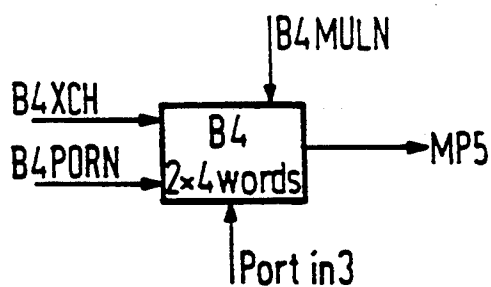 B4MULN
B4XCH
B4
B4PORN
2×4words
MP5
Port in3